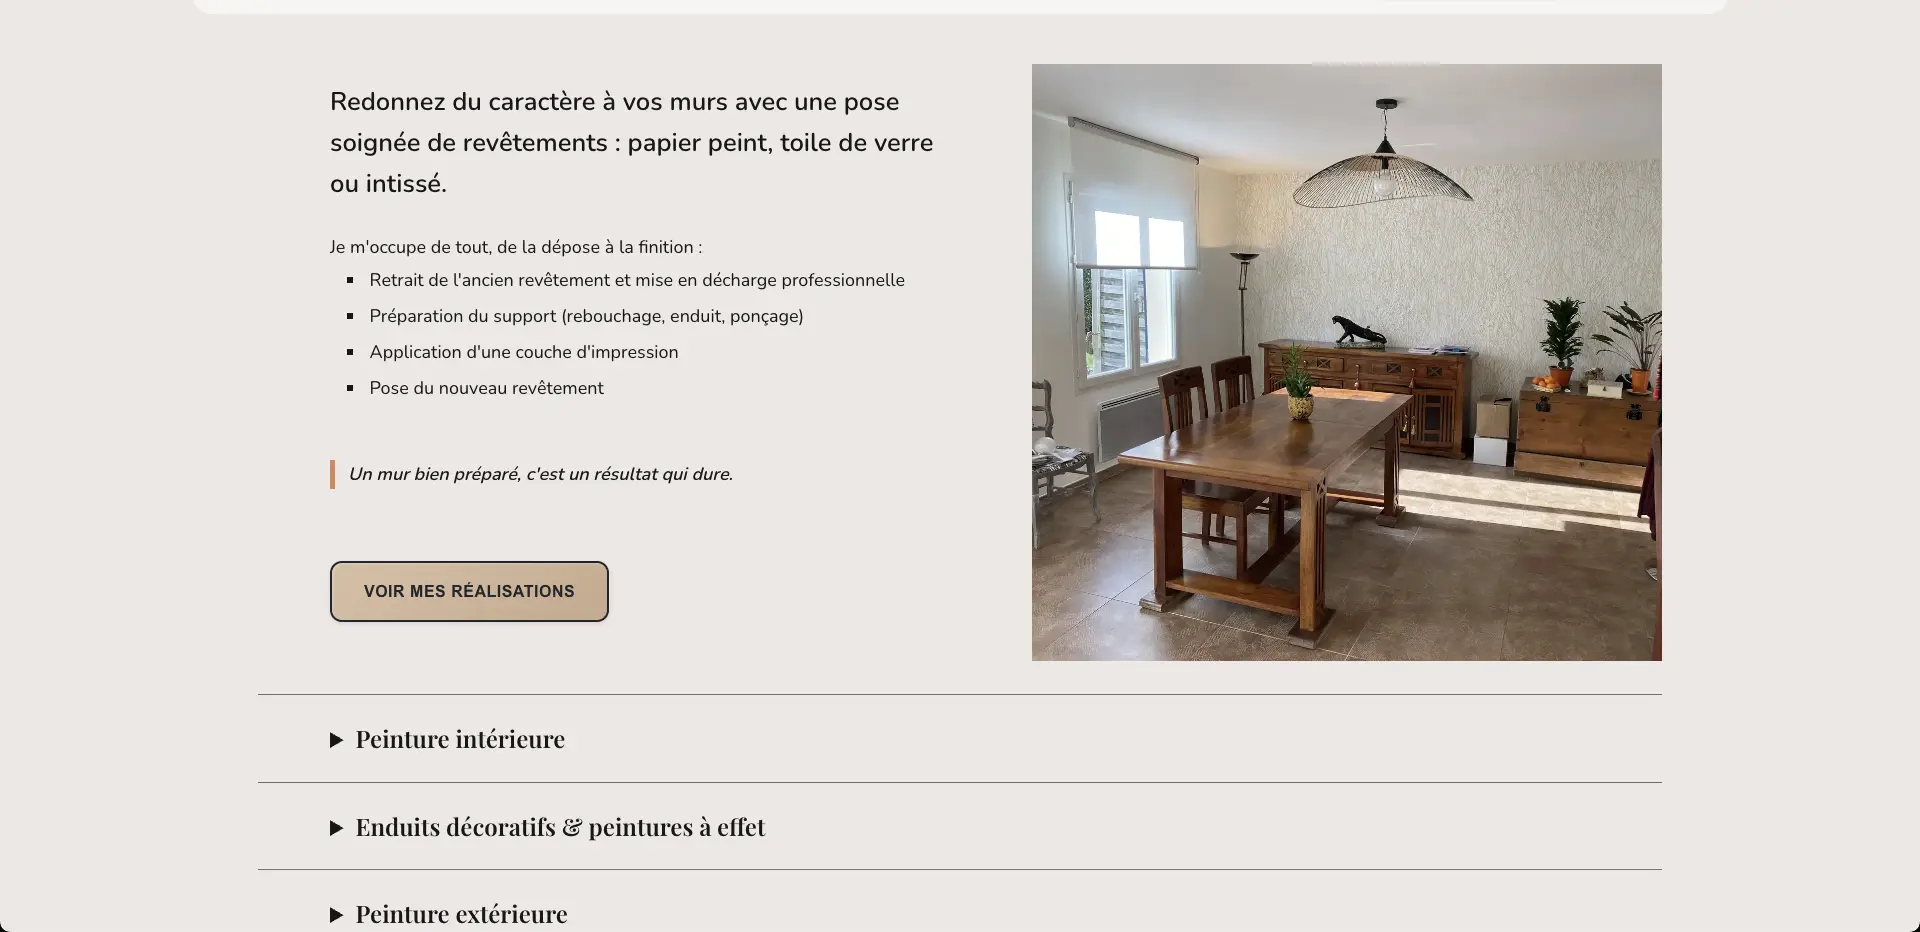 Redonnez du caractère à vos murs avec une pose
soignée de revêtements : papier peint, toile de verre
ou intissé.
Je m'occupe de tout, de la dépose à la finition :
Retrait de l'ancien revêtement et mise en décharge professionnelle
Préparation du support (rebouchage, enduit, ponçage)
Application d'une couche d'impression
Pose du nouveau revêtement
Un mur bien préparé, c'est un résultat qui dure.
VOIR MES RÉALISATIONS
Peinture intérieure
Enduits décoratifs & peintures à effet
Peinture extérieure